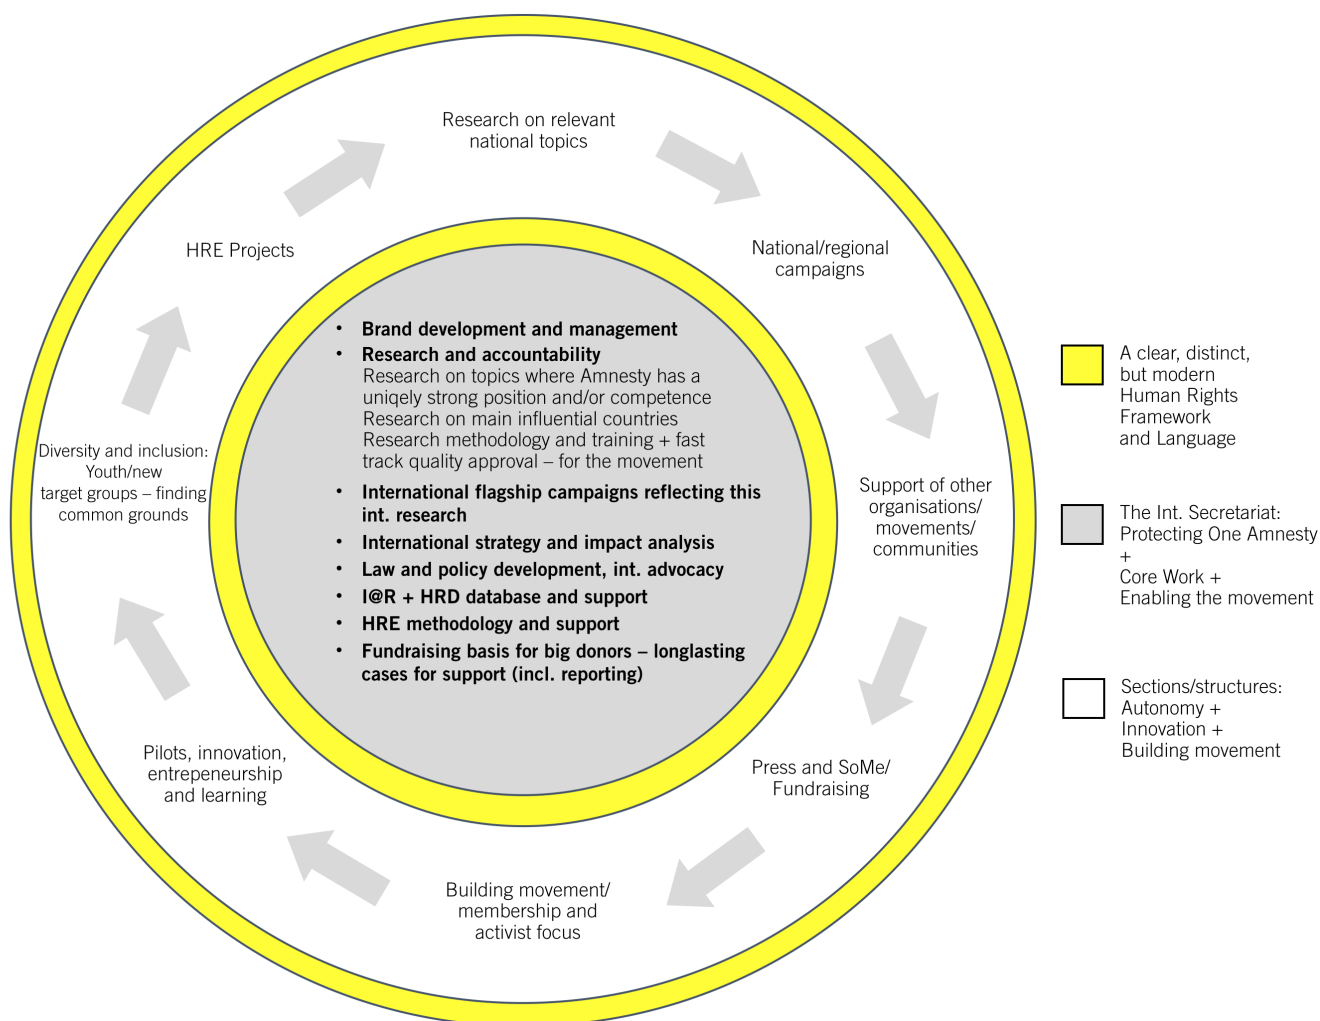 Research on relevant
national topics
National/regional
campaigns
Support of other
organisations/
movements/
communities
Press and SoMe/
Fundraising
Building movement/
membership and
activist focus
Pilots, innovation,
entrepeneurship
and learning
Diversity and inclusion:
Youth/new
target groups – finding
common grounds
HRE Projects
• Brand development and management
• Research and accountability
Research on topics where Amnesty has a
uniqely strong position and/or competence
Research on main influential countries
Research methodology and training + fast
track quality approval – for the movement
• International flagship campaigns reflecting this
int. research
• International strategy and impact analysis
• Law and policy development, int. advocacy
• I@R + HRD database and support
• HRE methodology and support
• Fundraising basis for big donors – longlasting
cases for support (incl. reporting)
A clear, distinct,
but modern
Human Rights
Framework
and Language
The Int. Secretariat:
Protecting One Amnesty
+
Core Work +
Enabling the movement
Sections/structures:
Autonomy +
Innovation +
Building movement